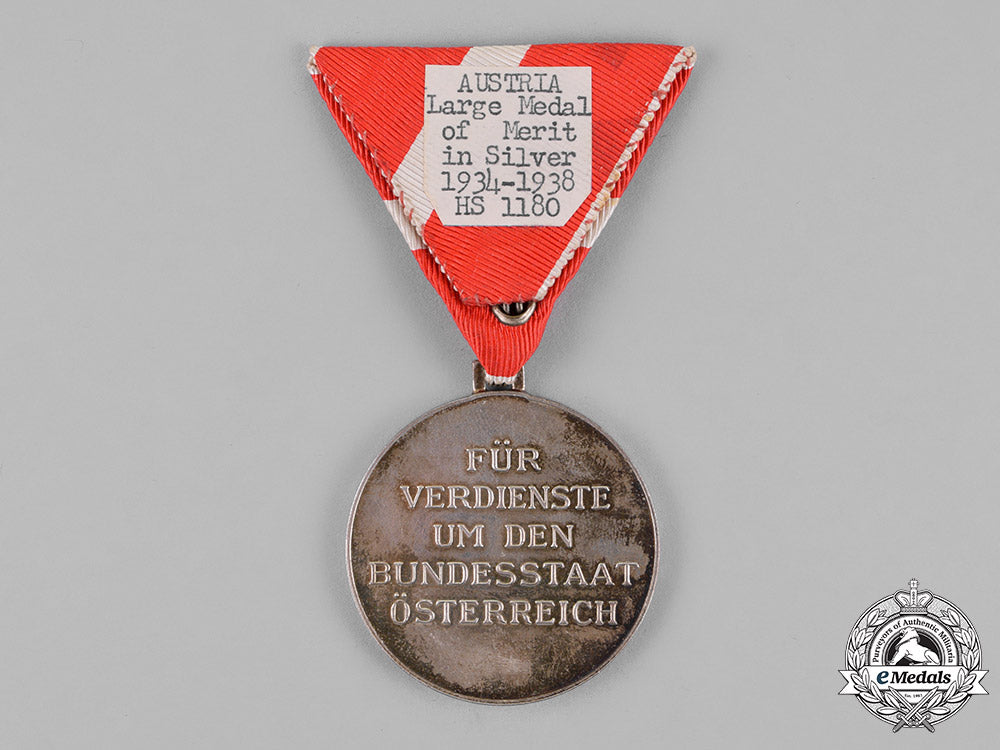 AUSTRIA
Large Medal
of Merit
in Silver
1934-1938
HS 1180
FÜR
VERDIENSTE
UM DEN
BUNDESSTAAT
ÖSTERREICH
Purveyors of Authentic Militaria
eMedals